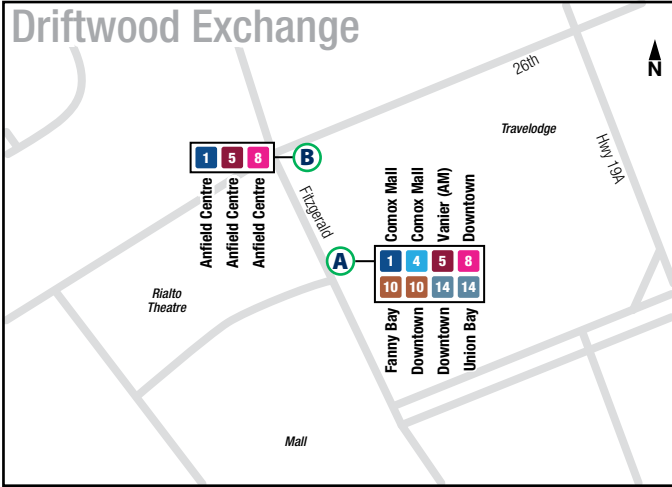 Driftwood Exchange
N
26th
Travelodge
Hwy 19A
1 5 8
B
Anfield Centre
Anfield Centre
Anfield Centre
Fitzgerald
Comox Mall
Comox Mall
Vanier (AM)
Downtown
A
1 4 5 8
10 10 14 14
Fanny Bay
Downtown
Downtown
Union Bay
Rialto
Theatre
Mall